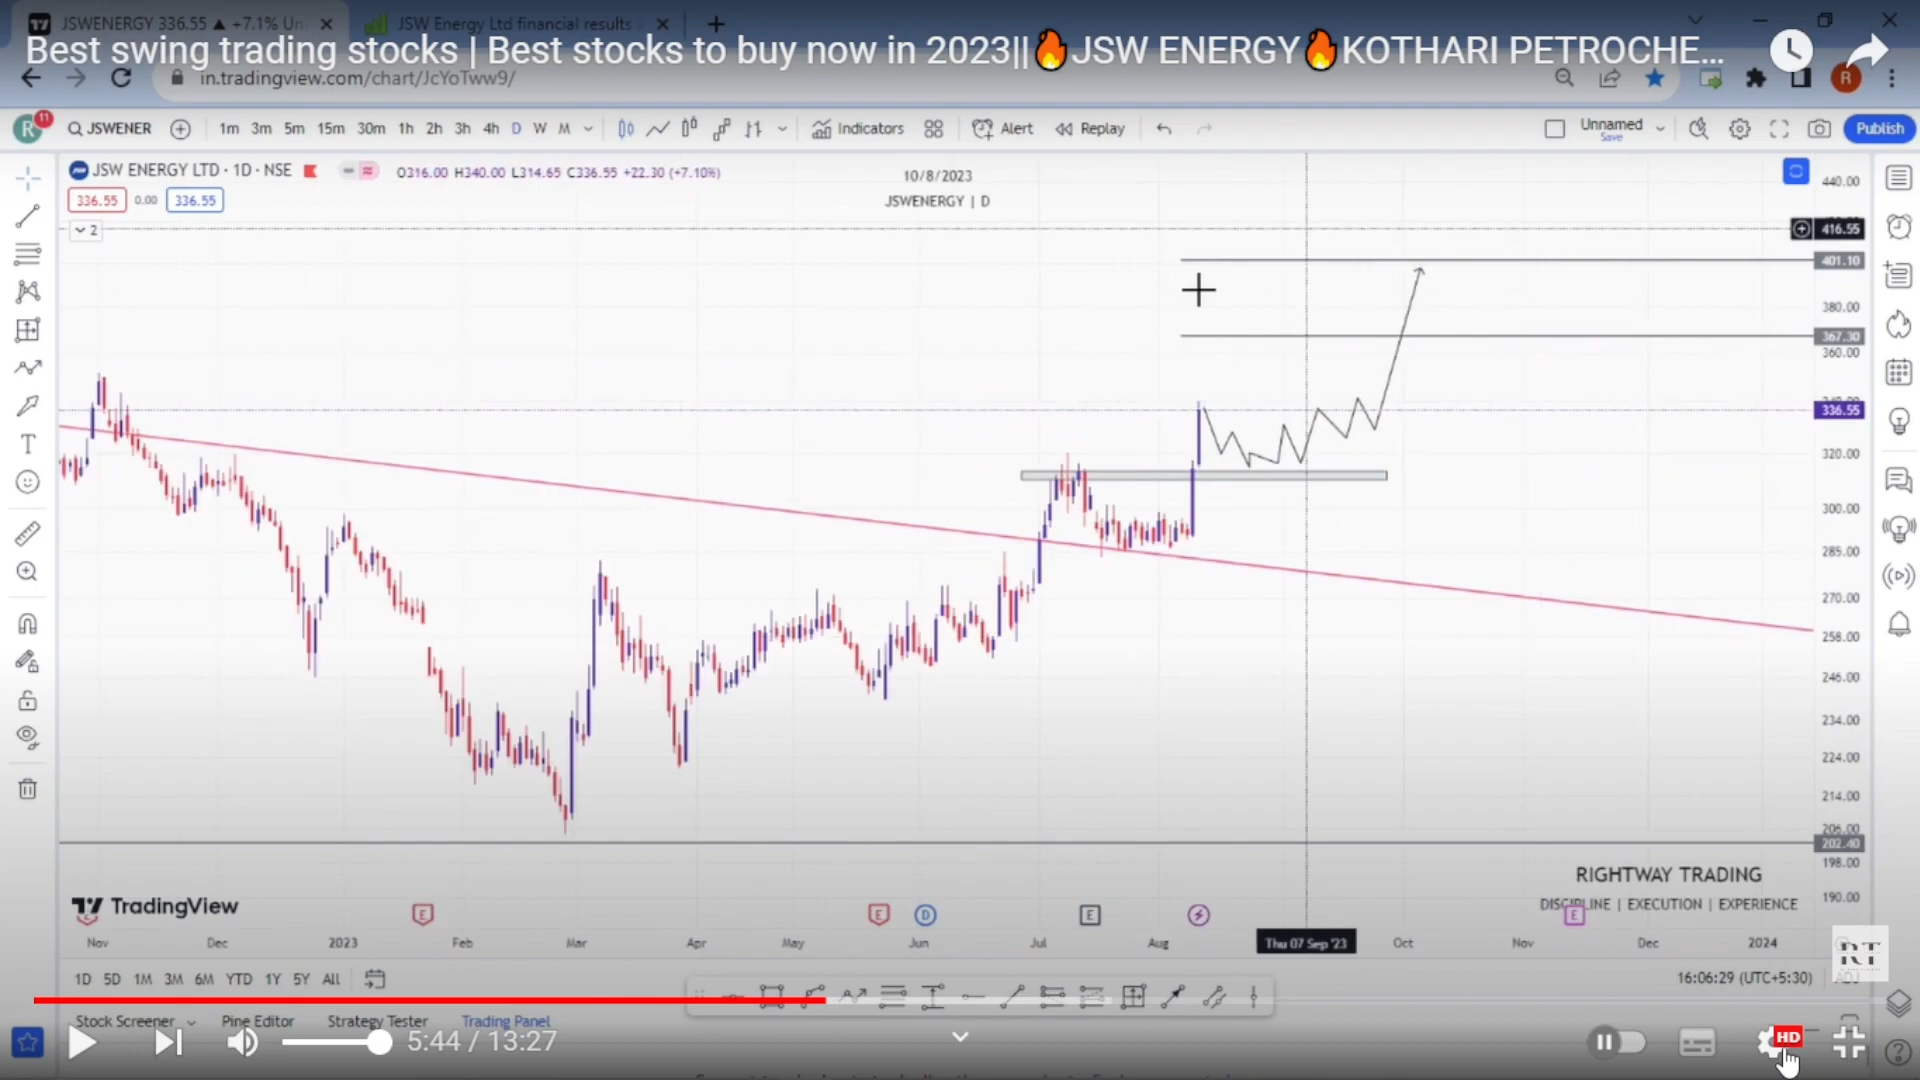 JSWENERGY 336.55 ▲ +7.1% Un
JSW Energy Ltd financial results
Best swing trading stocks | Best stocks to buy now in 2023||🔥JSW ENERGY🔥KOTHARI PETROCHE...
in.tradingview.com/chart/JcYoTww9/
R
R 11
JSWENER
1m 3m 5m 15m 30m 1h 2h 3h 4h D W M
Indicators
Alert
Replay
Unnamed
Save
Publish
JSW ENERGY LTD · 1D · NSE
O316.00 H340.00 L314.65 C336.55 +22.30 (+7.10%)
336.55 0.00 336.55
2
10/8/2023
JSWENERGY | D
440.00
416.55
401.10
380.00
367.30
360.00
336.55
320.00
300.00
285.00
270.00
258.00
246.00
234.00
224.00
214.00
206.00
202.40
198.00
190.00
RIGHTWAY TRADING
DISCIPLINE | EXECUTION | EXPERIENCE
TradingView
E E D E E
Nov Dec 2023 Feb Mar Apr May Jun Jul Aug Thu 07 Sep '23 Oct Nov Dec 2024
RT
1D 5D 1M 3M 6M YTD 1Y 5Y All
16:06:29 (UTC+5:30)
ADJ
Stock Screener Pine Editor Strategy Tester Trading Panel
5:44 / 13:27
HD